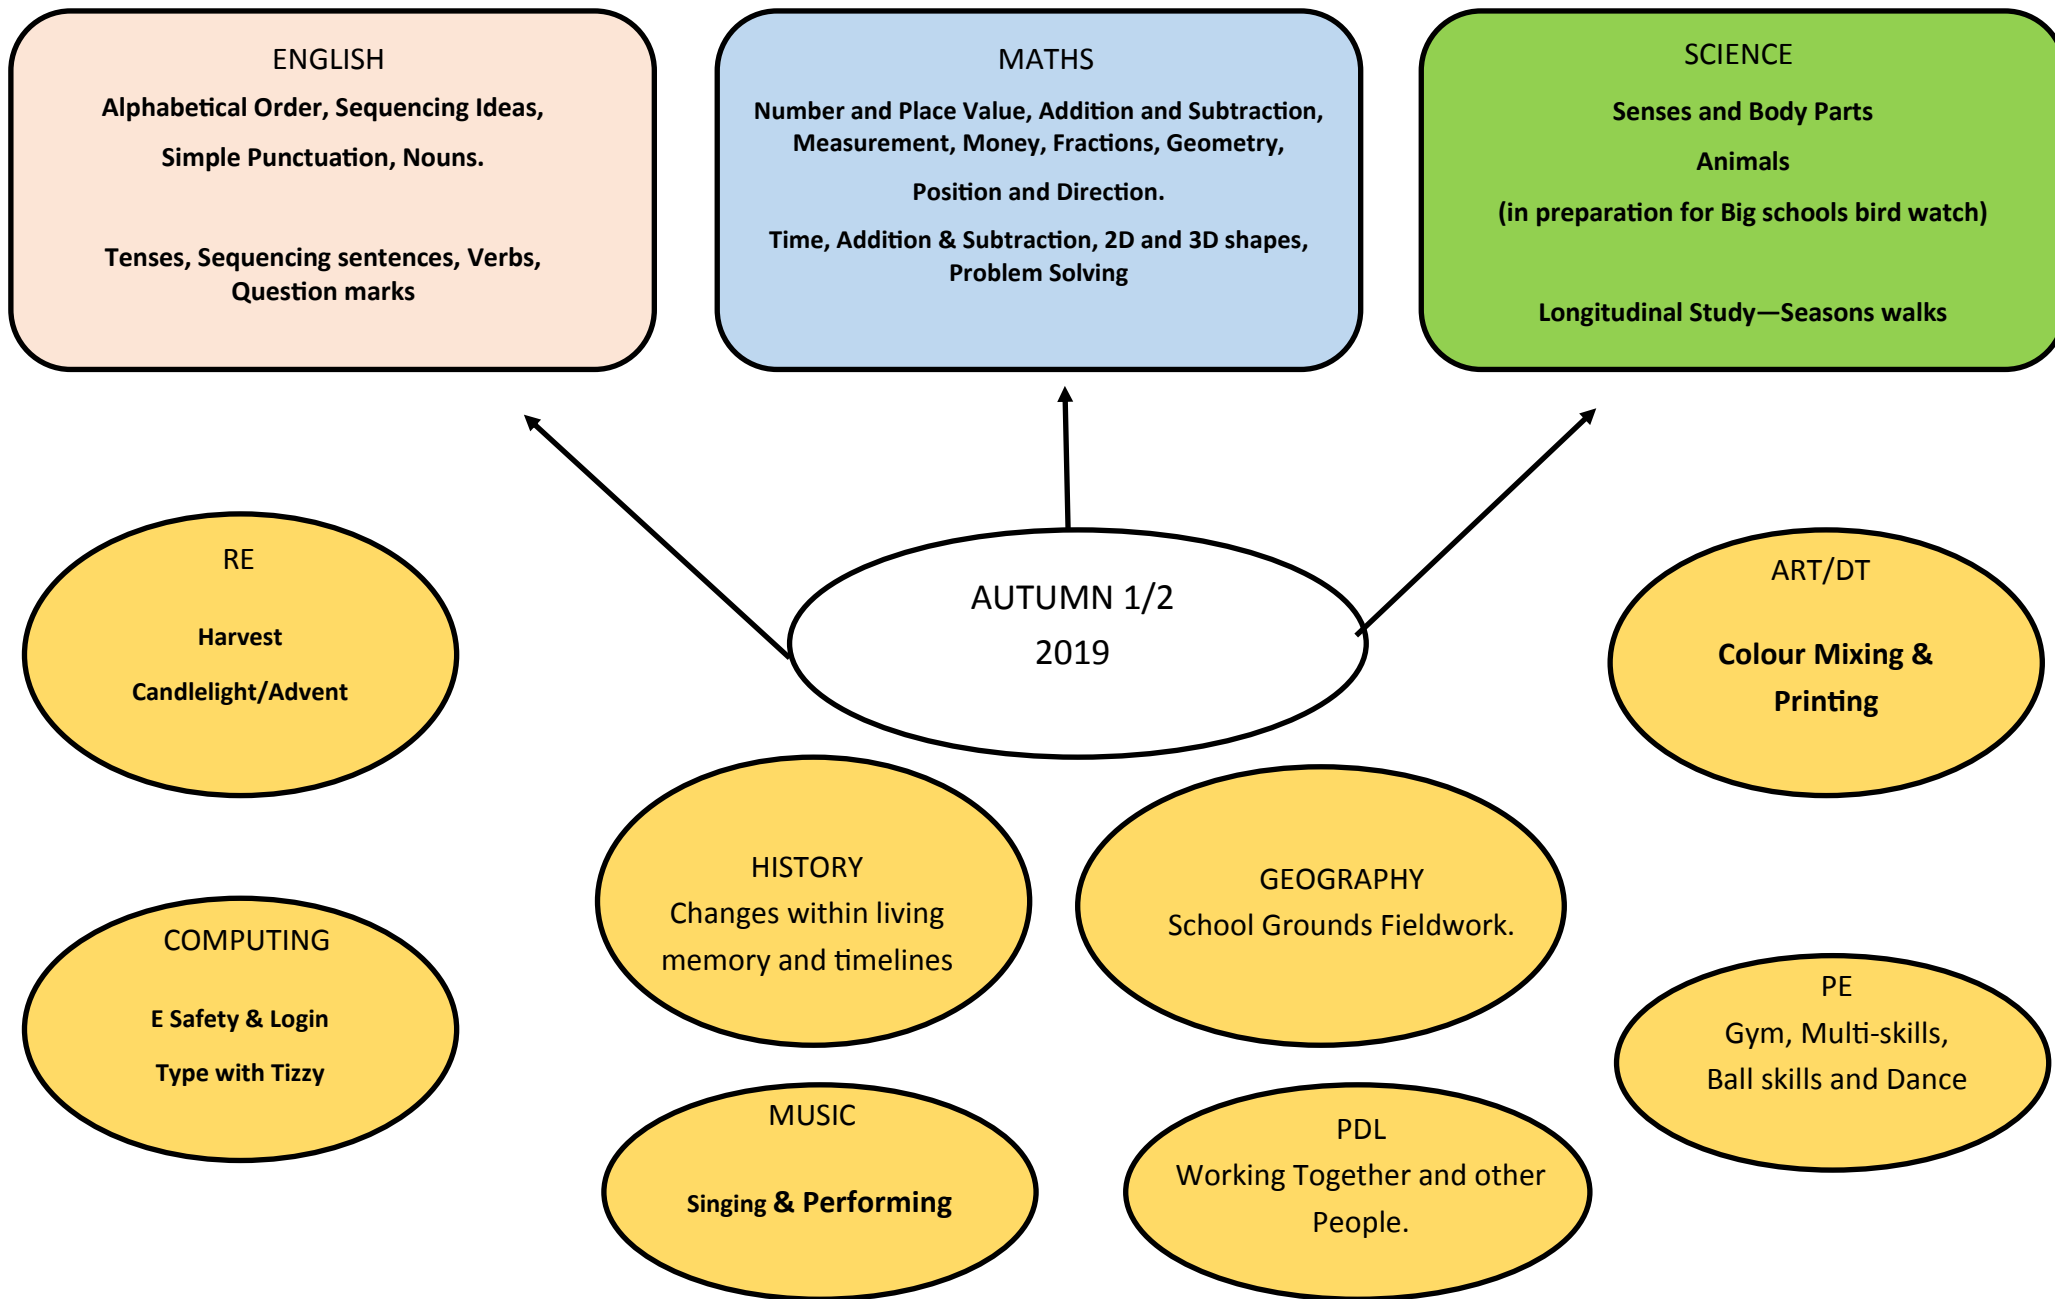 ENGLISH
Alphabetical Order, Sequencing Ideas,
Simple Punctuation, Nouns.
Tenses, Sequencing sentences, Verbs,
Question marks
MATHS
Number and Place Value, Addition and Subtraction,
Measurement, Money, Fractions, Geometry,
Position and Direction.
Time, Addition & Subtraction, 2D and 3D shapes,
Problem Solving
SCIENCE
Senses and Body Parts
Animals
(in preparation for Big schools bird watch)
Longitudinal Study—Seasons walks
AUTUMN 1/2
2019
RE
Harvest
Candlelight/Advent
ART/DT
Colour Mixing &
Printing
HISTORY
Changes within living
memory and timelines
GEOGRAPHY
School Grounds Fieldwork.
COMPUTING
E Safety & Login
Type with Tizzy
PE
Gym, Multi-skills,
Ball skills and Dance
MUSIC
Singing & Performing
PDL
Working Together and other
People.